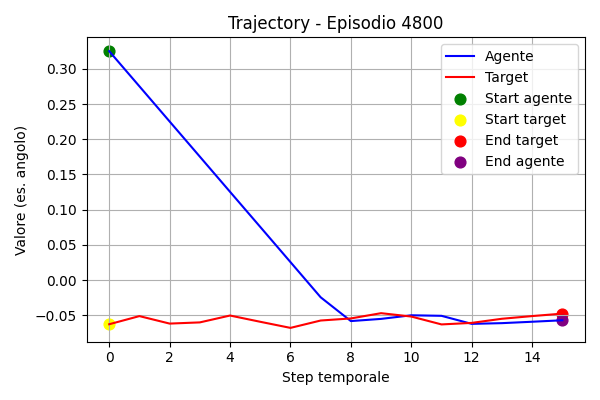 Trajectory - Episodio 4800
Agente
Target
Start agente
Start target
End target
End agente
Valore (es. angolo)
0.30
0.25
0.20
0.15
0.10
0.05
0.00
−0.05
0 2 4 6 8 10 12 14
Step temporale